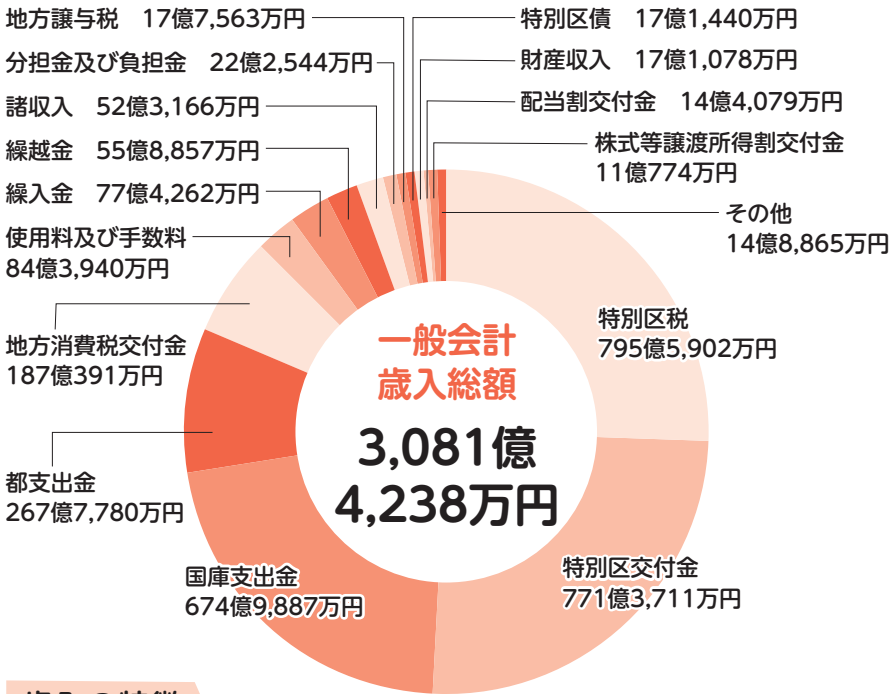 地方譲与税　17億7,563万円
分担金及び負担金　22億2,544万円
諸収入　52億3,166万円
繰越金　55億8,857万円
繰入金　77億4,262万円
使用料及び手数料
84億3,940万円
地方消費税交付金
187億391万円
都支出金
267億7,780万円
国庫支出金
674億9,887万円
特別区債　17億1,440万円
財産収入　17億1,078万円
配当割交付金　14億4,079万円
株式等譲渡所得割交付金
11億774万円
その他
14億8,865万円
特別区税
795億5,902万円
特別区交付金
771億3,711万円
一般会計
歳入総額
3,081億
4,238万円